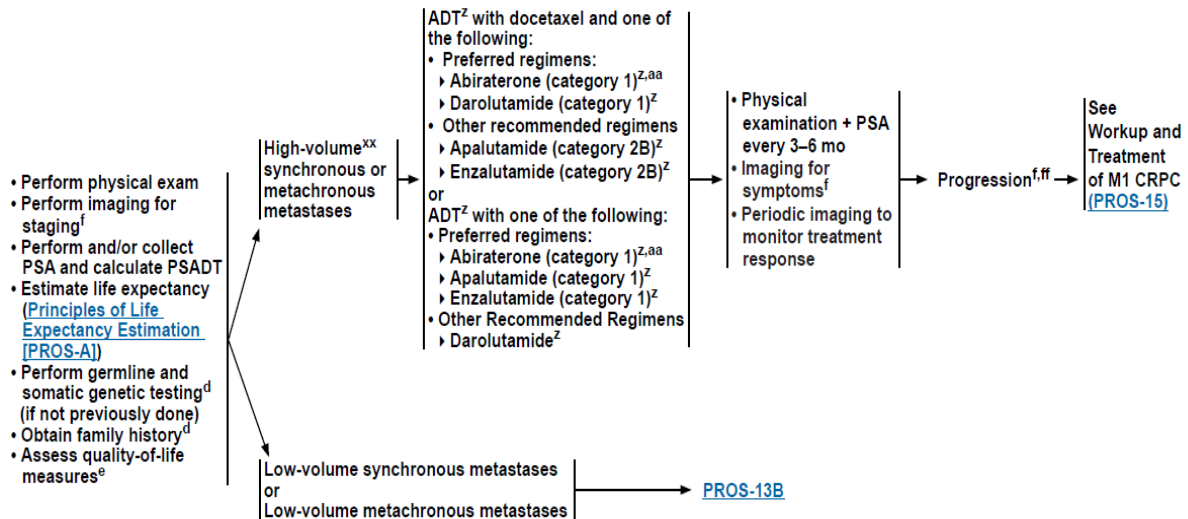 • Perform physical exam
• Perform imaging for
staging^f
• Perform and/or collect
PSA and calculate PSADT
• Estimate life expectancy
(Principles of Life
Expectancy Estimation
[PROS-A])
• Perform germline and
somatic genetic testing^d
(if not previously done)
• Obtain family history^d
• Assess quality-of-life
measures^e
High-volume^xx
synchronous or
metachronous
metastases
ADT^z with docetaxel and one of
the following:
• Preferred regimens:
▸ Abiraterone (category 1)^z,aa
▸ Darolutamide (category 1)^z
• Other recommended regimens
▸ Apalutamide (category 2B)^z
▸ Enzalutamide (category 2B)^z
or
ADT^z with one of the following:
• Preferred regimens:
▸ Abiraterone (category 1)^z,aa
▸ Apalutamide (category 1)^z
▸ Enzalutamide (category 1)^z
• Other Recommended Regimens
▸ Darolutamide^z
• Physical
examination + PSA
every 3–6 mo
• Imaging for
symptoms^f
• Periodic imaging to
monitor treatment
response
Progression^f,ff
See
Workup and
Treatment
of M1 CRPC
(PROS-15)
Low-volume synchronous metastases
or
Low-volume metachronous metastases
PROS-13B